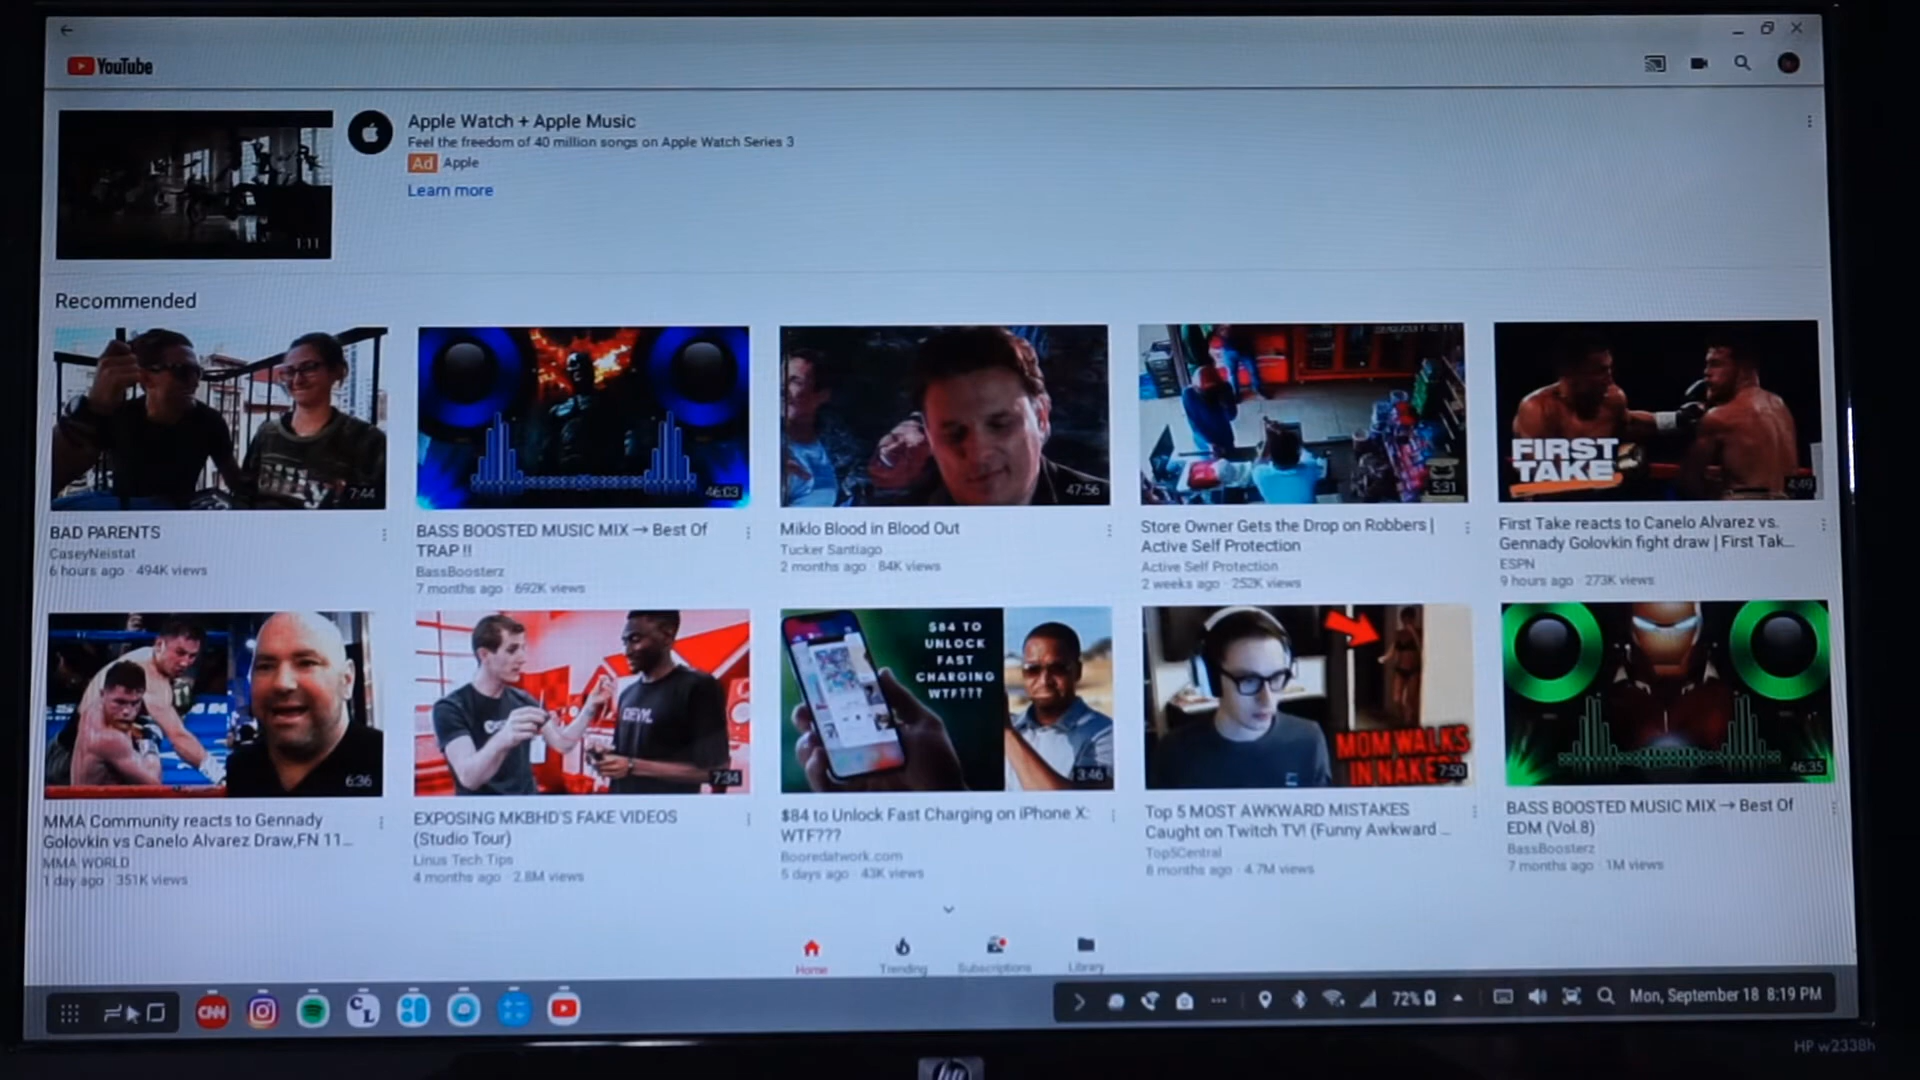 YouTube
Apple Watch + Apple Music
Feel the freedom of 40 million songs on Apple Watch Series 3
Ad Apple
Learn more
1:11
Recommended
7:44
BAD PARENTS
CaseyNeistat
6 hours ago · 494K views
46:03
BASS BOOSTED MUSIC MIX → Best Of
TRAP !!
BassBoosterz
7 months ago · 692K views
47:56
Miklo Blood in Blood Out
Tucker Santiago
2 months ago · 84K views
5:31
Store Owner Gets the Drop on Robbers |
Active Self Protection
Active Self Protection
2 weeks ago · 252K views
FIRST
TAKE
4:49
First Take reacts to Canelo Alvarez vs.
Gennady Golovkin fight draw | First Tak...
ESPN
9 hours ago · 273K views
6:36
MMA Community reacts to Gennady
Golovkin vs Canelo Alvarez Draw,FN 11...
MMA WORLD
1 day ago · 351K views
7:34
EXPOSING MKBHD'S FAKE VIDEOS
(Studio Tour)
Linus Tech Tips
4 months ago · 2.8M views
$84 TO
UNLOCK
FAST
CHARGING
WTF???
3:46
$84 to Unlock Fast Charging on iPhone X:
WTF???
Booredatwork.com
5 days ago · 43K views
MOM WALKS
IN NAKE
7:50
Top 5 MOST AWKWARD MISTAKES
Caught on Twitch TV! (Funny Awkward ...
Top5Central
8 months ago · 4.7M views
46:35
BASS BOOSTED MUSIC MIX → Best Of
EDM (Vol.8)
BassBoosterz
7 months ago · 1M views
Home
Trending
Subscriptions
Library
CNN
CL
72%
Mon, September 18 8:19 PM
HP w2338h
hp